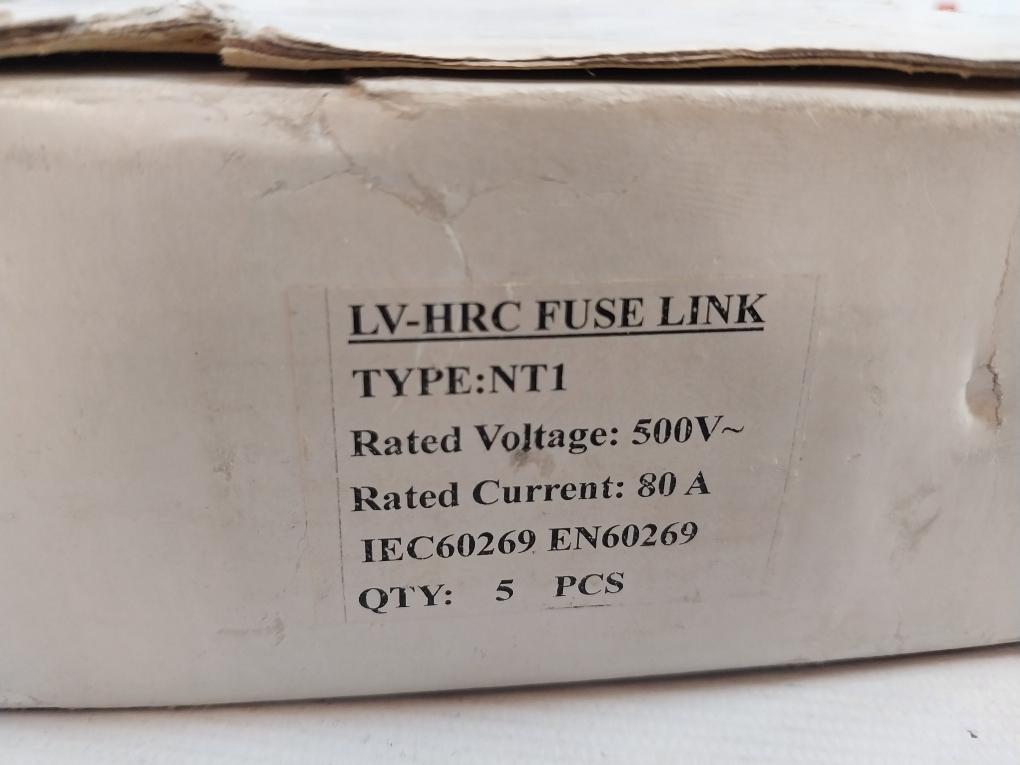 LV-HRC FUSE LINK
TYPE:NT1
Rated Voltage: 500V~
Rated Current: 80 A
IEC60269 EN60269
QTY: 5 PCS